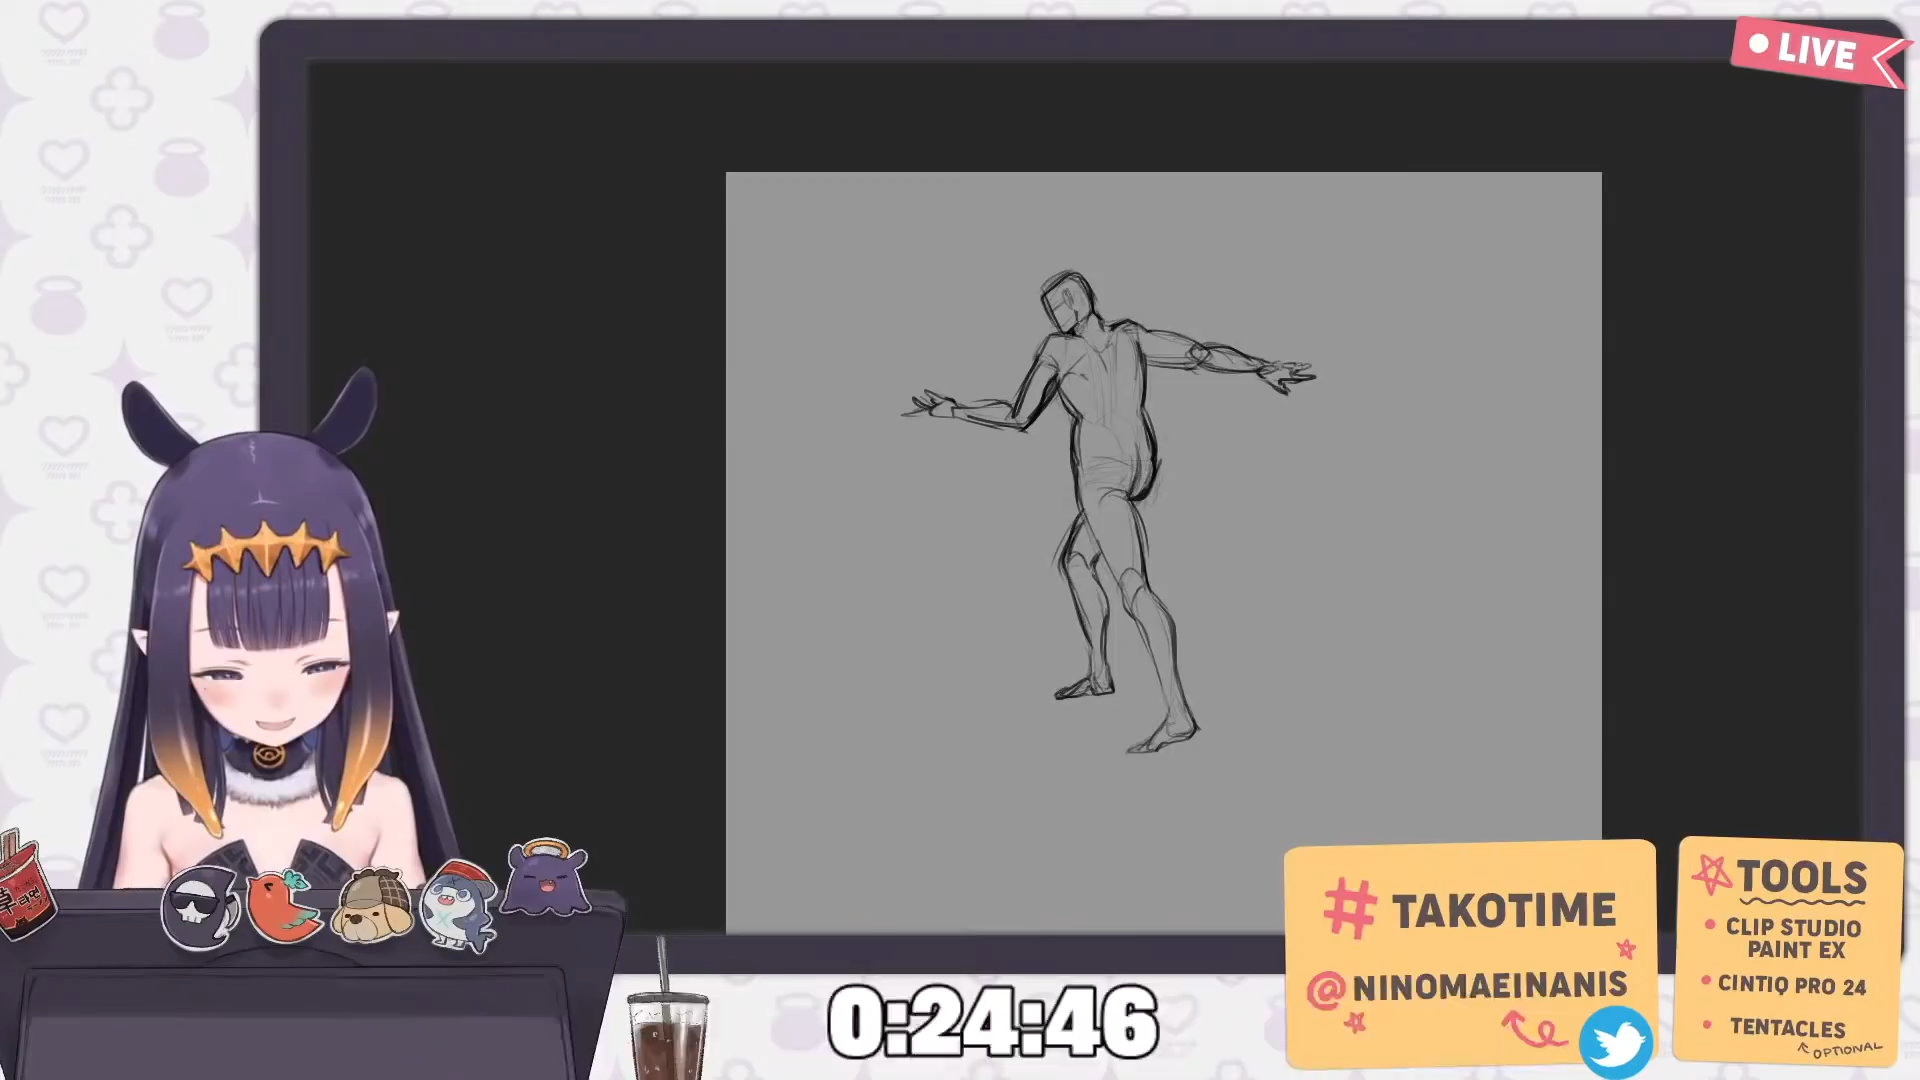 LIVE
# TAKOTIME
@NINOMAEINANIS
TOOLS
• CLIP STUDIO
PAINT EX
• CINTIQ PRO 24
• TENTACLES
OPTIONAL
0:24:46